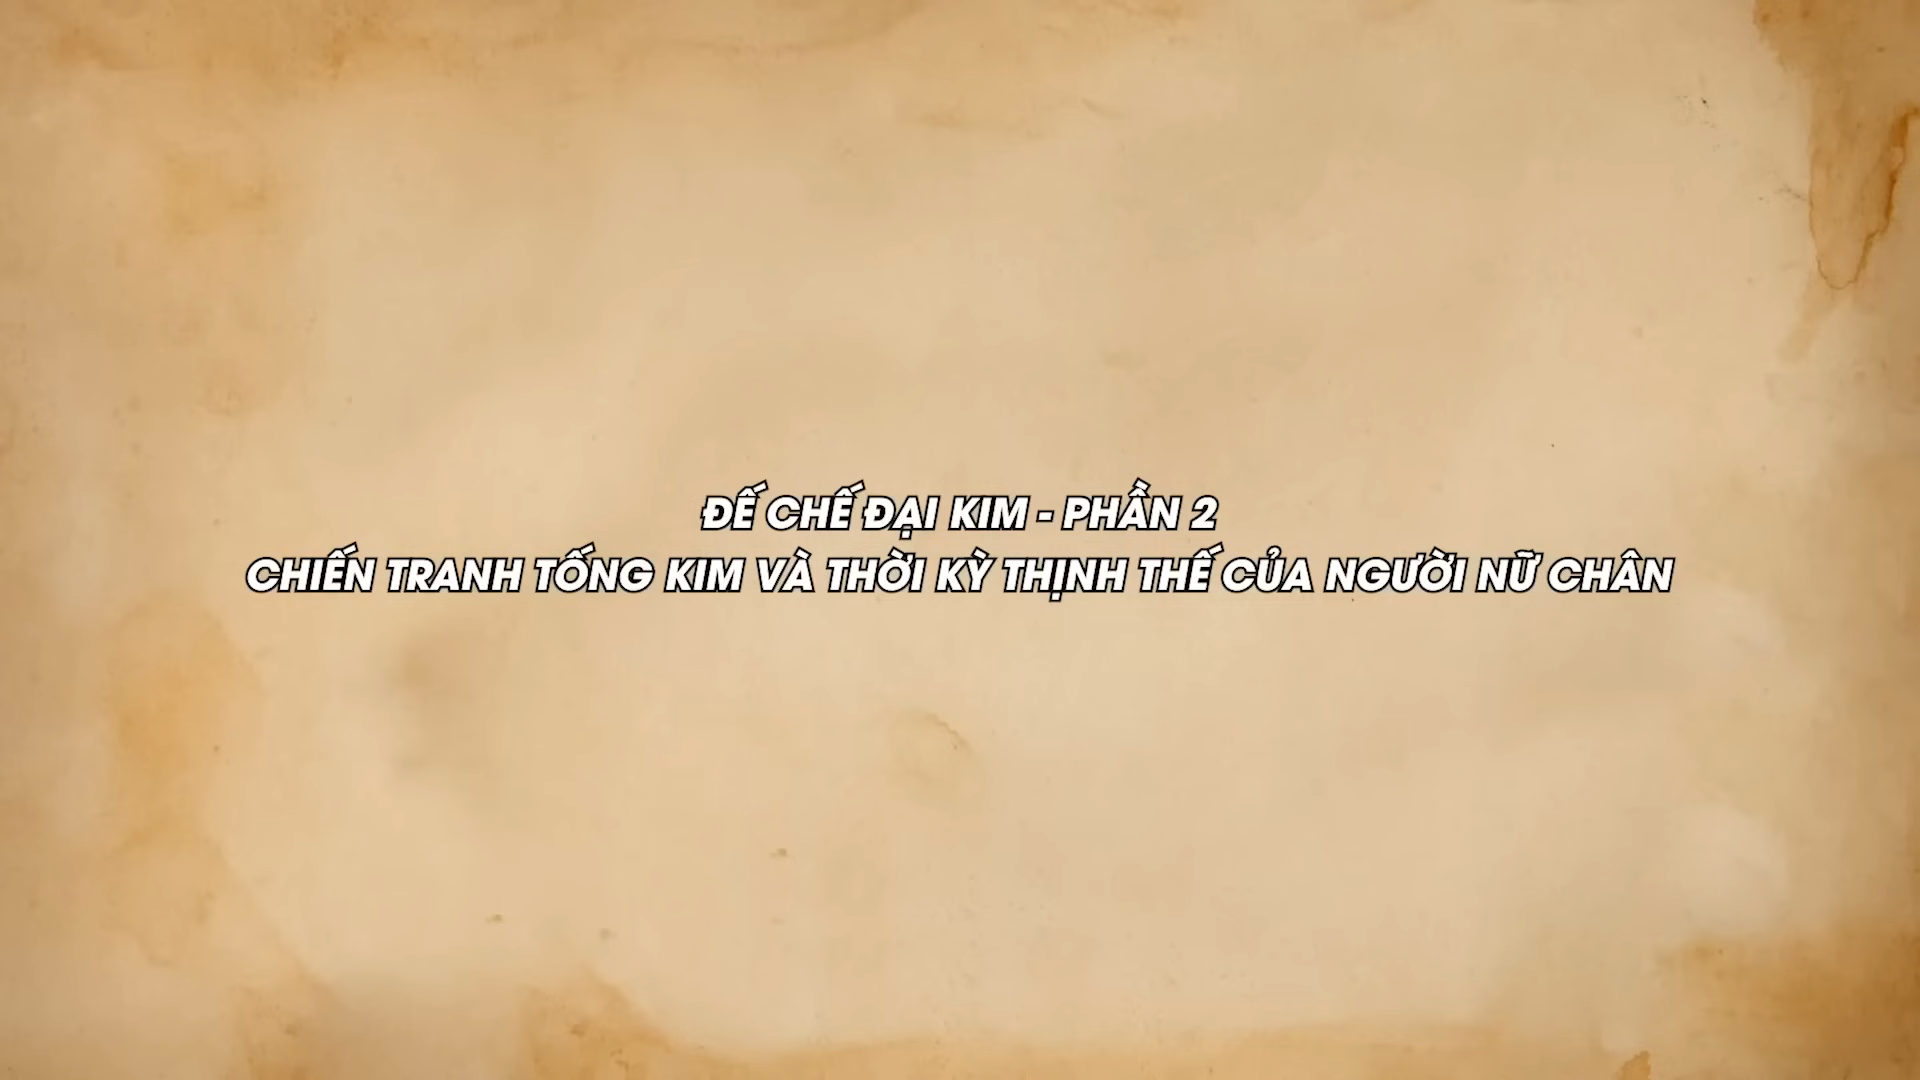 ĐẾ CHẾ ĐẠI KIM - PHẦN 2
CHIẾN TRANH TỐNG KIM VÀ THỜI KỲ THỊNH THẾ CỦA NGƯỜI NỮ CHÂN